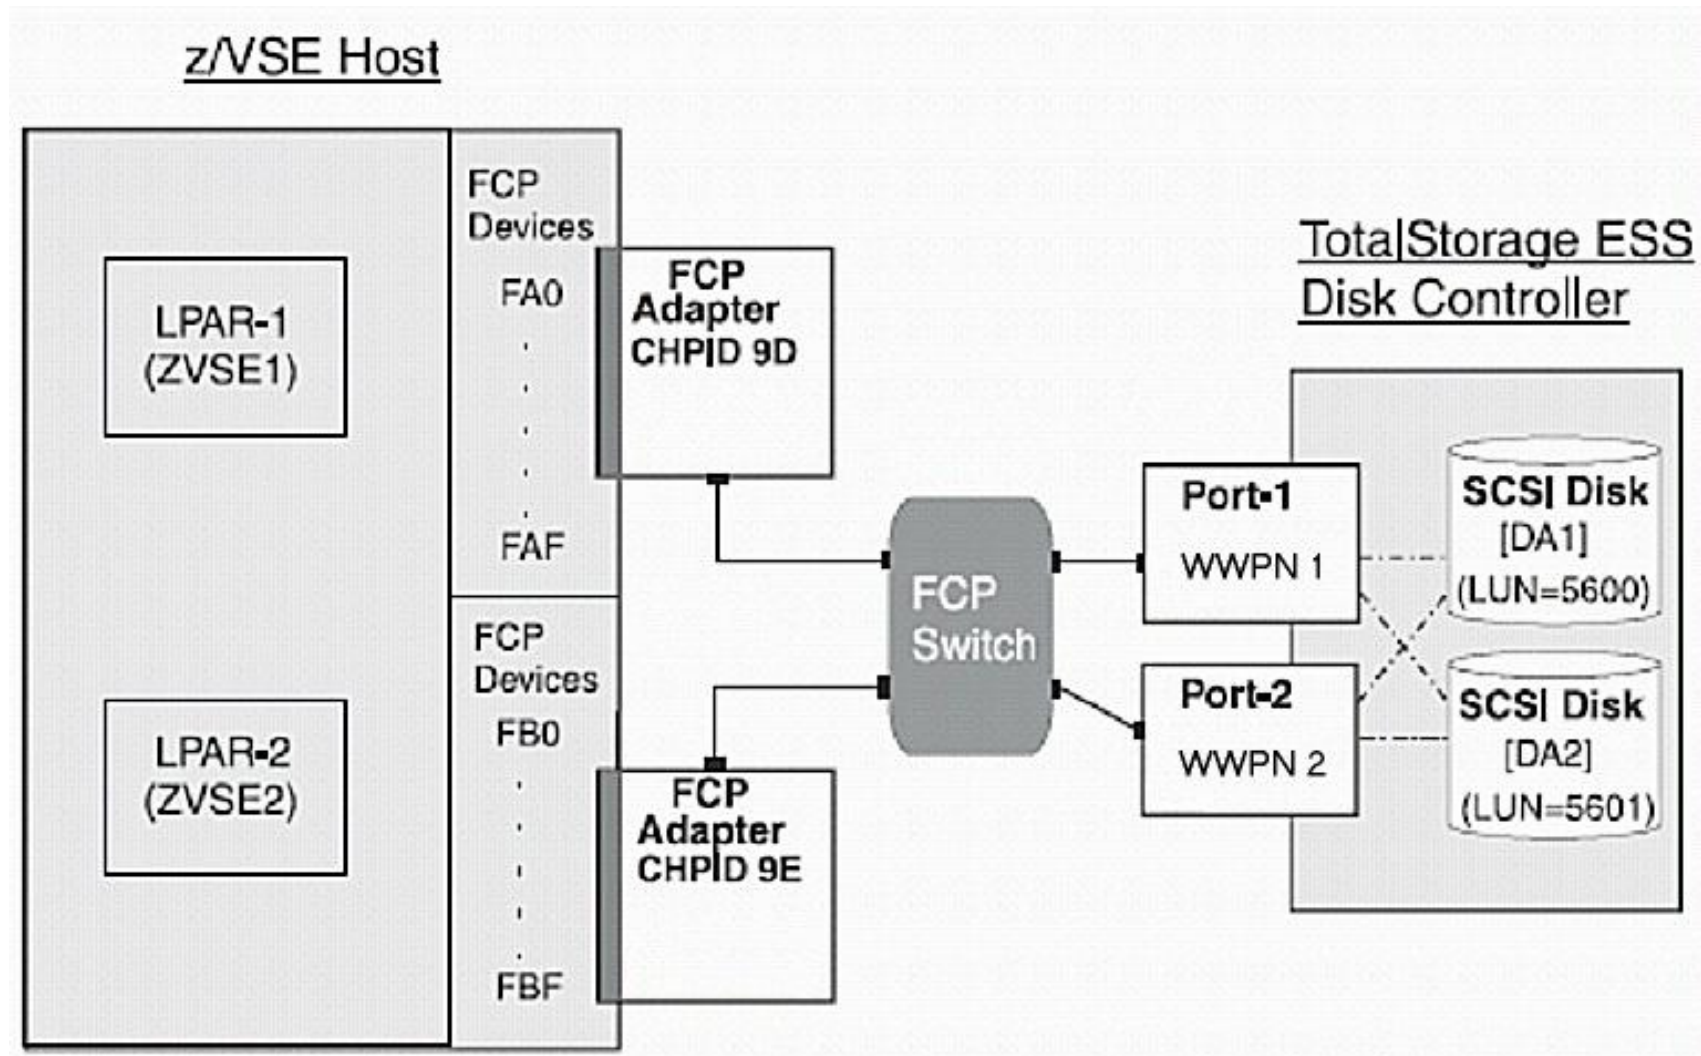 z/VSE Host
FCP
Devices
FA0
FAF
LPAR-1
(ZVSE1)
FCP
Adapter
CHPID 9D
FCP
Devices
FB0
FBF
LPAR-2
(ZVSE2)
FCP
Adapter
CHPID 9E
FCP
Switch
TotalStorage ESS
Disk Controller
Port-1
WWPN 1
Port-2
WWPN 2
SCSI Disk
[DA1]
(LUN=5600)
SCSI Disk
[DA2]
(LUN=5601)